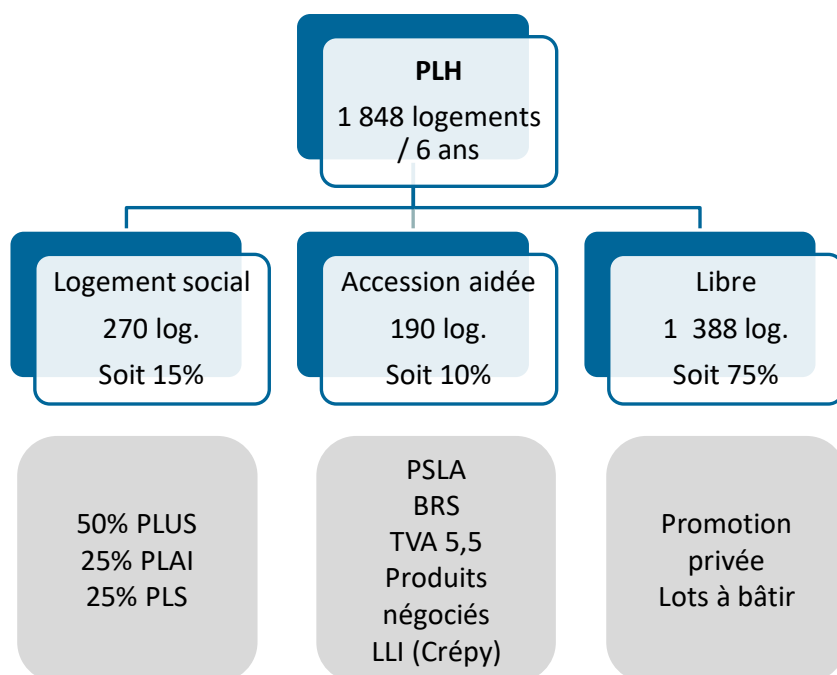 PLH
1 848 logements
/ 6 ans
Logement social
270 log.
Soit 15%
Accession aidée
190 log.
Soit 10%
Libre
1 388 log.
Soit 75%
50% PLUS
25% PLAI
25% PLS
PSLA
BRS
TVA 5,5
Produits
négociés
LLI (Crépy)
Promotion
privée
Lots à bâtir